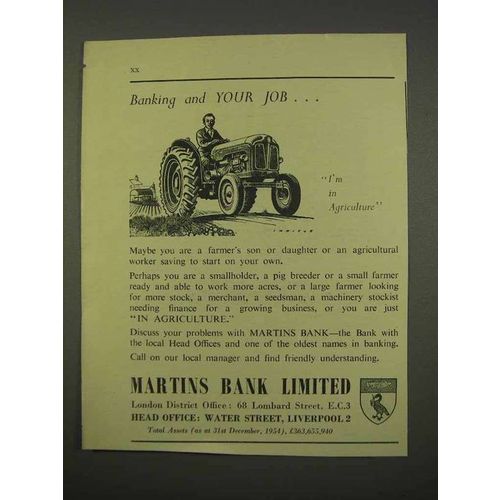 xx
Banking and YOUR JOB . . .
"I'm
in
Agriculture"
Maybe you are a farmer's son or daughter or an agricultural
worker saving to start on your own.
Perhaps you are a smallholder, a pig breeder or a small farmer
ready and able to work more acres, or a large farmer looking
for more stock, a merchant, a seedsman, a machinery stockist
needing finance for a growing business, or you are just
"IN AGRICULTURE."
Discuss your problems with MARTINS BANK—the Bank with
the local Head Offices and one of the oldest names in banking.
Call on our local manager and find friendly understanding.
MARTINS BANK LIMITED
London District Office: 68 Lombard Street, E.C.3
HEAD OFFICE: WATER STREET, LIVERPOOL 2
Total Assets (as at 31st December, 1954), £363,655,940